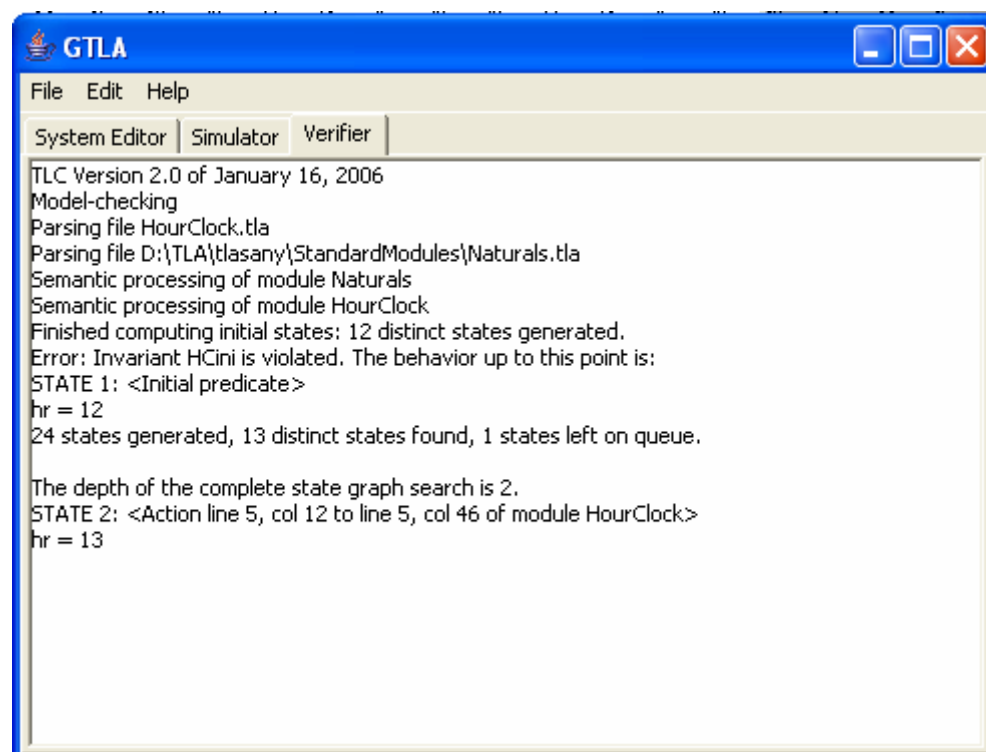 GTLA
File Edit Help
System Editor Simulator Verifier
TLC Version 2.0 of January 16, 2006
Model-checking
Parsing file HourClock.tla
Parsing file D:\TLA\tlasany\StandardModules\Naturals.tla
Semantic processing of module Naturals
Semantic processing of module HourClock
Finished computing initial states: 12 distinct states generated.
Error: Invariant HCini is violated. The behavior up to this point is:
STATE 1: <Initial predicate>
hr = 12
24 states generated, 13 distinct states found, 1 states left on queue.
The depth of the complete state graph search is 2.
STATE 2: <Action line 5, col 12 to line 5, col 46 of module HourClock>
hr = 13